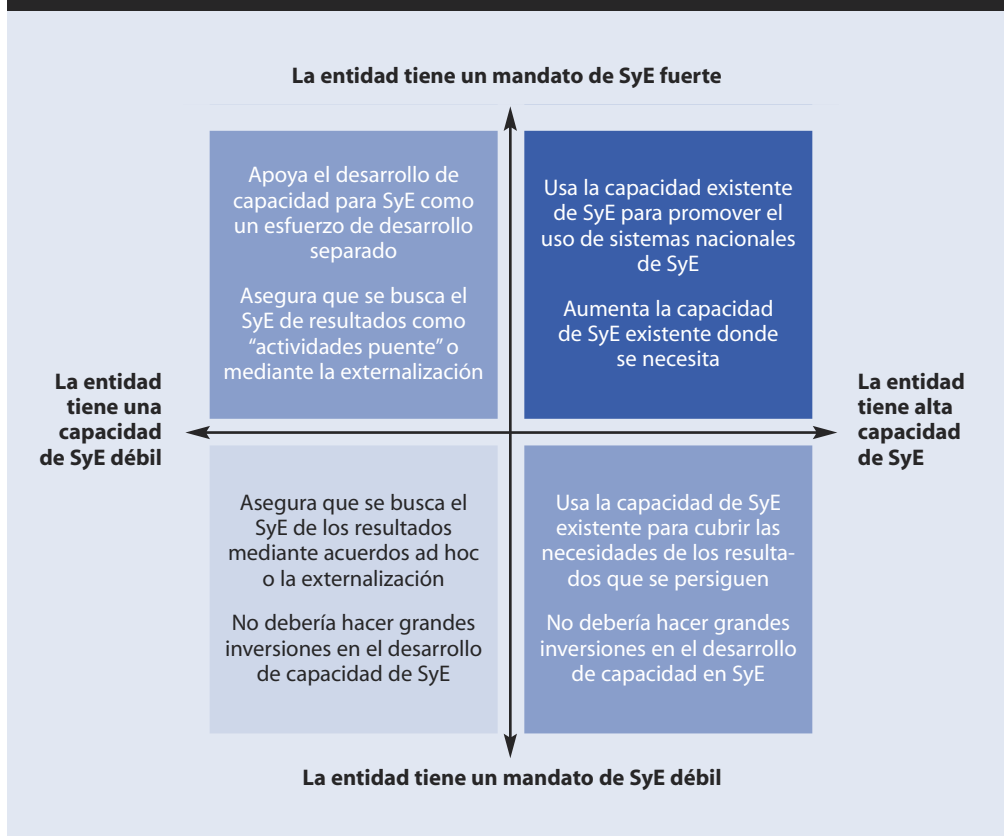 La entidad tiene un mandato de SyE fuerte
Apoya el desarrollo de
capacidad para SyE como
un esfuerzo de desarrollo
separado
Asegura que se busca el
SyE de resultados como
“actividades puente” o
mediante la externalización
Usa la capacidad existente
de SyE para promover el
uso de sistemas nacionales
de SyE
Aumenta la capacidad
de SyE existente donde
se necesita
La entidad
tiene una
capacidad
de SyE débil
La entidad
tiene alta
capacidad
de SyE
Asegura que se busca el
SyE de los resultados
mediante acuerdos ad hoc
o la externalización
No debería hacer grandes
inversiones en el desarrollo
de capacidad de SyE
Usa la capacidad de SyE
existente para cubrir las
necesidades de los resulta-
dos que se persiguen
No debería hacer grandes
inversiones en el desarrollo
de capacidad en SyE
La entidad tiene un mandato de SyE débil